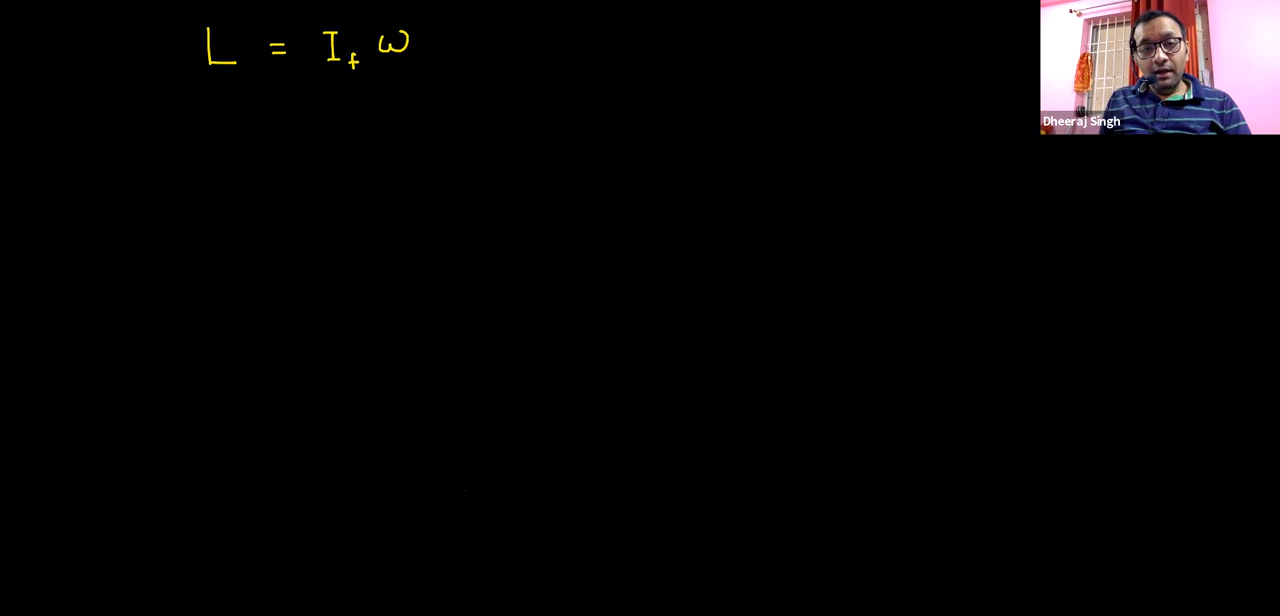 L = I_f ω
Dheeraj Singh